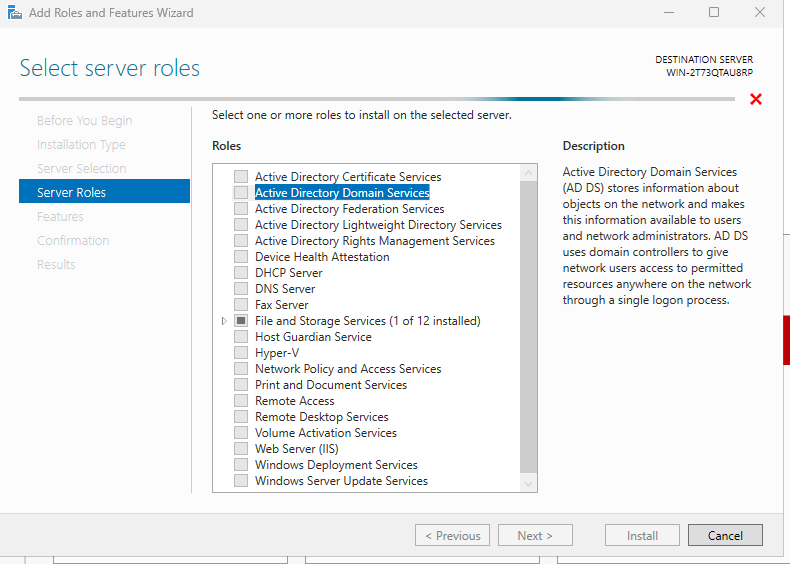 Add Roles and Features Wizard
Select server roles
DESTINATION SERVER
WIN-2T73QTAU8RP
Before You Begin
Installation Type
Server Selection
Server Roles
Features
Confirmation
Results
Select one or more roles to install on the selected server.
Roles
Active Directory Certificate Services
Active Directory Domain Services
Active Directory Federation Services
Active Directory Lightweight Directory Services
Active Directory Rights Management Services
Device Health Attestation
DHCP Server
DNS Server
Fax Server
File and Storage Services (1 of 12 installed)
Host Guardian Service
Hyper-V
Network Policy and Access Services
Print and Document Services
Remote Access
Remote Desktop Services
Volume Activation Services
Web Server (IIS)
Windows Deployment Services
Windows Server Update Services
Description
Active Directory Domain Services
(AD DS) stores information about
objects on the network and makes
this information available to users
and network administrators. AD DS
uses domain controllers to give
network users access to permitted
resources anywhere on the network
through a single logon process.
< Previous
Next >
Install
Cancel